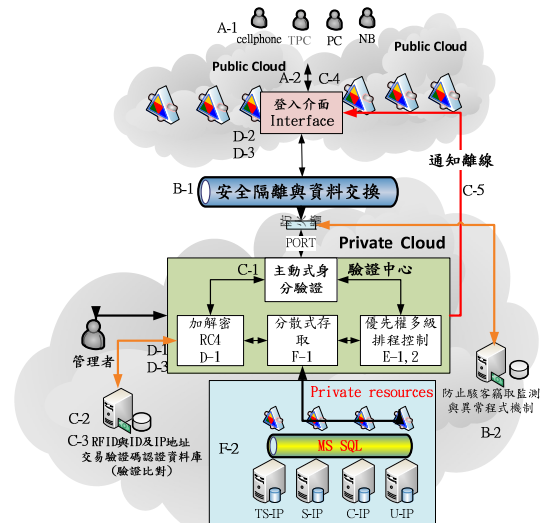 A-1
cellphone TPC PC NB
Public Cloud
Public Cloud
A-2 C-4
登入介面
Interface
D-2
D-3
通知離線
C-5
B-1
安全隔離與資料交換
防火牆
PORT
Private Cloud
C-1
主動式身
分驗證
驗證中心
加解密
RC4
D-1
分散式存
取
F-1
優先權多級
排程控制
E-1,2
管理者
D-1
D-3
C-2
C-3 RFID與ID及IP地址
交易驗證碼認證資料庫
(驗證比對)
防止駭客竊取監測
與異常程式機制
B-2
Private resources
F-2
MS SQL
TS-IP S-IP C-IP U-IP